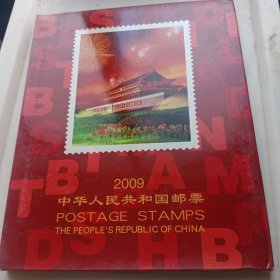 2009
中华人民共和国邮票
POSTAGE STAMPS
THE PEOPLE'S REPUBLIC OF CHINA